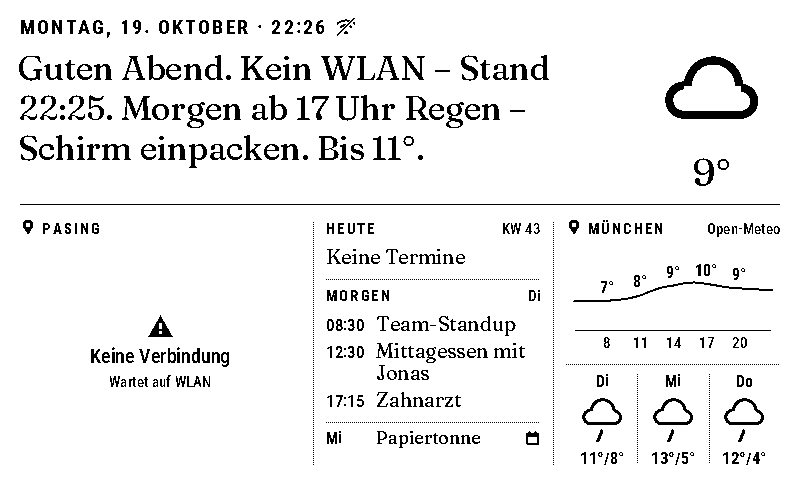 MONTAG, 19. OKTOBER · 22:26
Guten Abend. Kein WLAN – Stand
22:25. Morgen ab 17 Uhr Regen –
Schirm einpacken. Bis 11°.
9°
PASING
Keine Verbindung
Wartet auf WLAN
HEUTE KW 43
Keine Termine
MORGEN Di
08:30 Team-Standup
12:30 Mittagessen mit
Jonas
17:15 Zahnarzt
Mi Papiertonne
MÜNCHEN Open-Meteo
7° 8° 9° 10° 9°
8 11 14 17 20
Di Mi Do
11°/8° 13°/5° 12°/4°